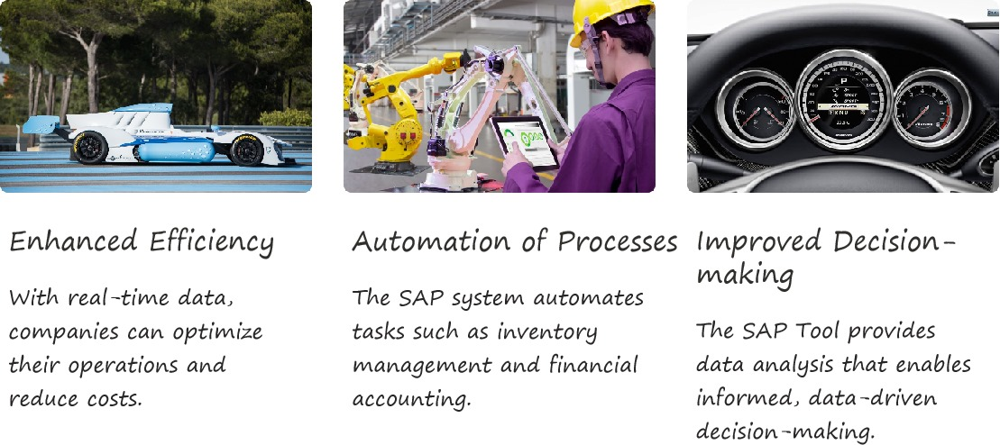 Enhanced Efficiency
With real-time data,
companies can optimize
their operations and
reduce costs.
Automation of Processes
The SAP system automates
tasks such as inventory
management and financial
accounting.
Improved Decision-
making
The SAP Tool provides
data analysis that enables
informed, data-driven
decision-making.